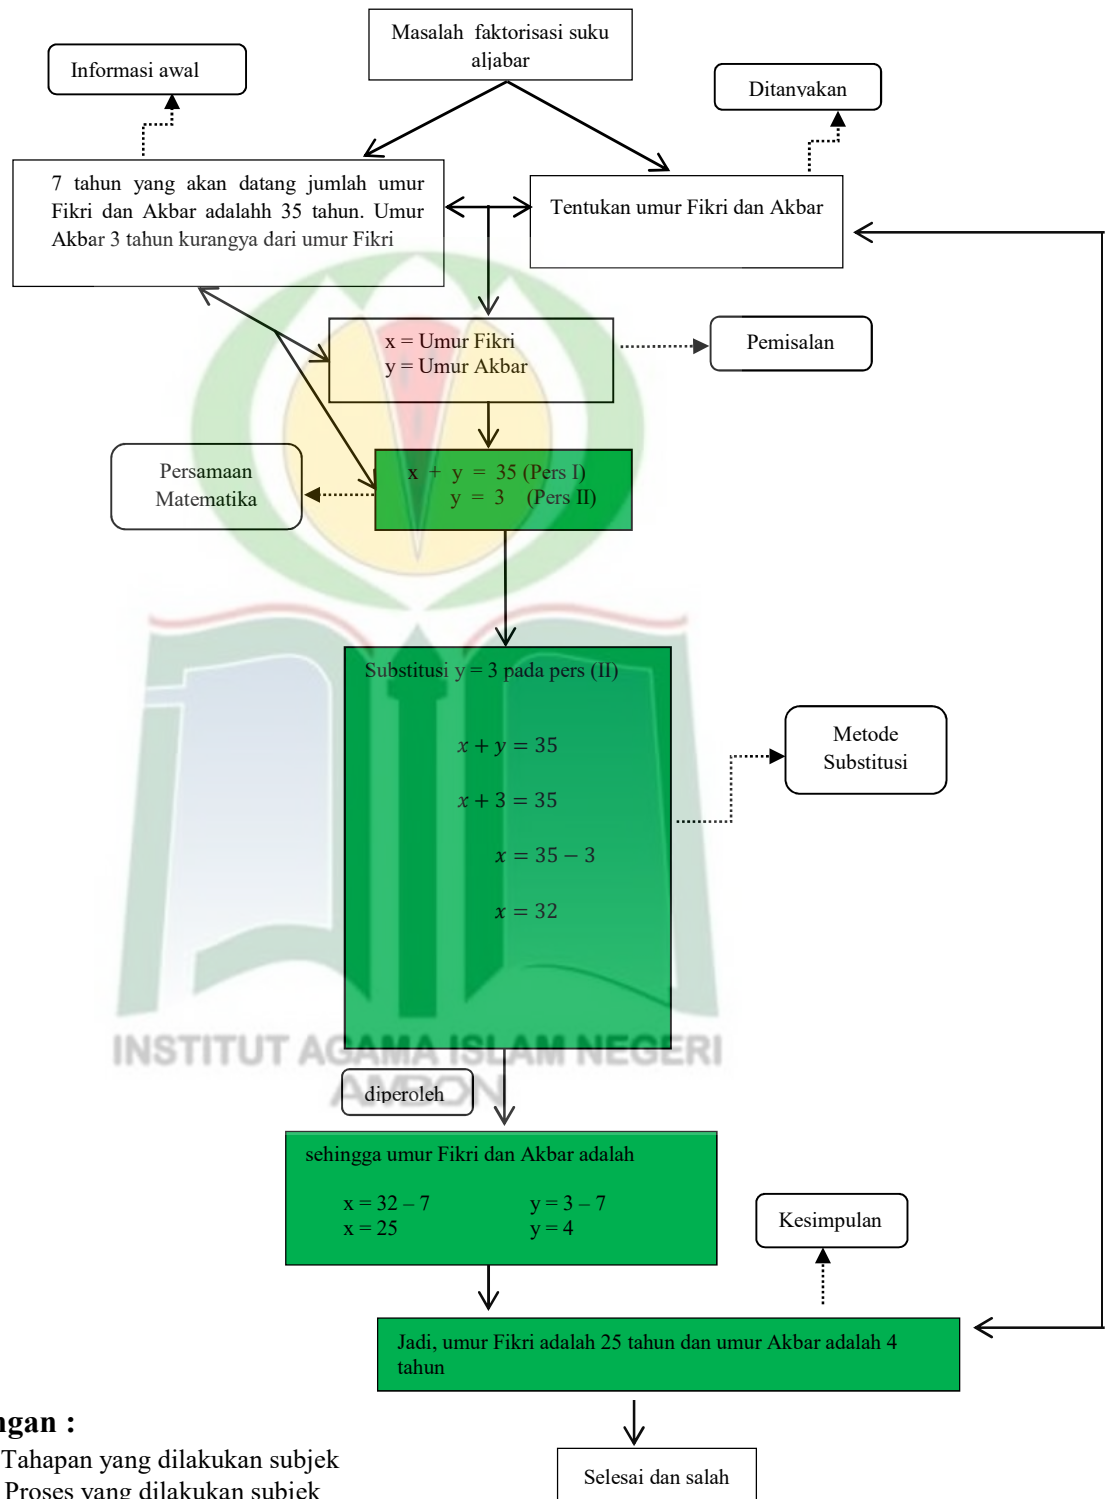 Masalah faktorisasi suku
aljabar
Informasi awal
Ditanyakan
7 tahun yang akan datang jumlah umur
Fikri dan Akbar adalahh 35 tahun. Umur
Akbar 3 tahun kurangya dari umur Fikri
Tentukan umur Fikri dan Akbar
x = Umur Fikri
y = Umur Akbar
Pemisalan
Persamaan
Matematika
x + y = 35 (Pers I)
y = 3 (Pers II)
Substitusi y = 3 pada pers (II)
x + y = 35
x + 3 = 35
x = 35 − 3
x = 32
Metode
Substitusi
INSTITUT AGAMA ISLAM NEGERI
AMBON
diperoleh
sehingga umur Fikri dan Akbar adalah
x = 32 – 7 y = 3 – 7
x = 25 y = 4
Kesimpulan
Jadi, umur Fikri adalah 25 tahun dan umur Akbar adalah 4
tahun
ngan :
Tahapan yang dilakukan subjek
Proses yang dilakukan subjek
Selesai dan salah